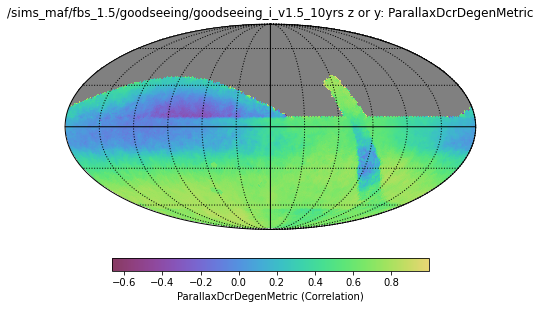 /sims_maf/fbs_1.5/goodseeing/goodseeing_i_v1.5_10yrs z or y: ParallaxDcrDegenMetric
−0.6 −0.4 −0.2 0.0 0.2 0.4 0.6 0.8
ParallaxDcrDegenMetric (Correlation)